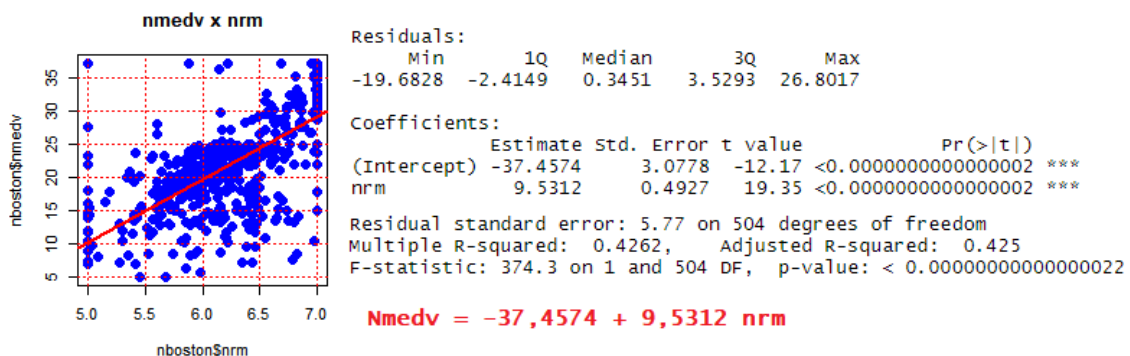 nmedv x nrm
nboston$nmedv
35
30
25
20
15
10
5
5.0 5.5 6.0 6.5 7.0
nboston$nrm
Residuals:
Min 1Q Median 3Q Max
-19.6828 -2.4149 0.3451 3.5293 26.8017
Coefficients:
Estimate Std. Error t value Pr(>|t|)
(Intercept) -37.4574 3.0778 -12.17 <0.0000000000000002 ***
nrm 9.5312 0.4927 19.35 <0.0000000000000002 ***
Residual standard error: 5.77 on 504 degrees of freedom
Multiple R-squared: 0.4262, Adjusted R-squared: 0.425
F-statistic: 374.3 on 1 and 504 DF, p-value: < 0.00000000000000022
Nmedv = -37,4574 + 9,5312 nrm